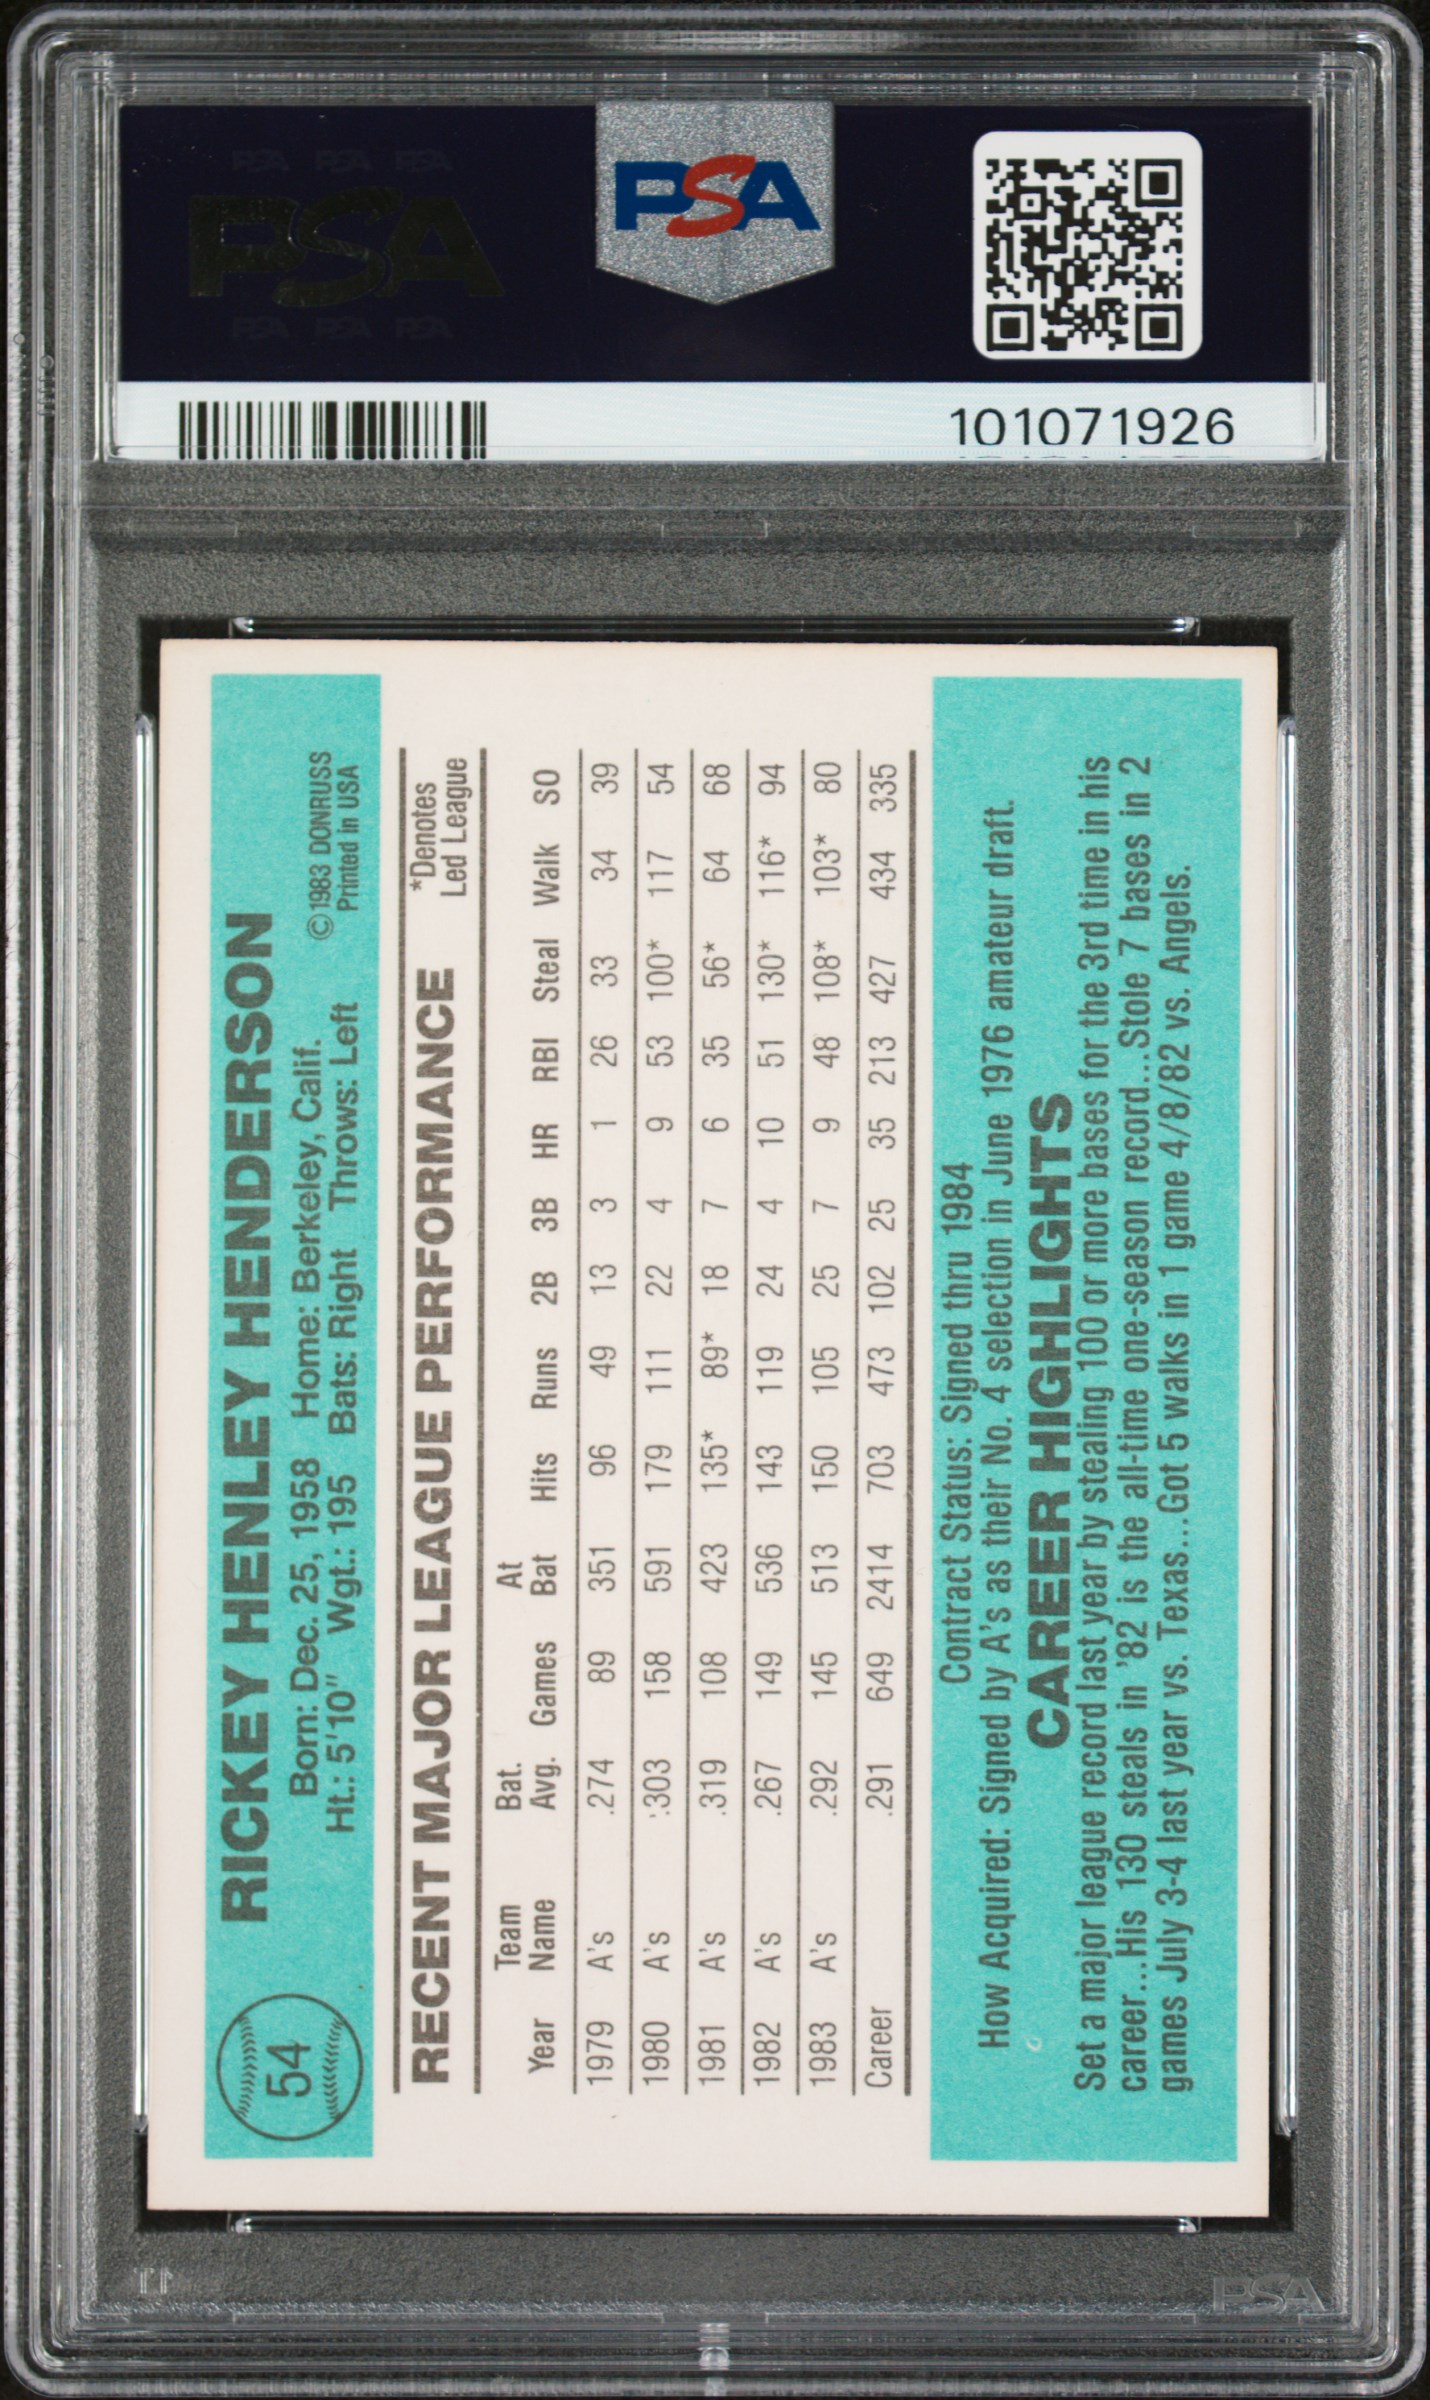 PSA PSA PSA
PSA
PSA PSA PSA
PSA
101071926
54
RICKEY HENLEY HENDERSON
©1983 DONRUSS
Printed in USA
Born: Dec. 25, 1958 Home: Berkeley, Calif.
Ht.: 5'10" Wgt.: 195 Bats: Right Throws: Left
RECENT MAJOR LEAGUE PERFORMANCE
*Denotes
Led League
Year Team Name Bat. Avg. Games At Bat Hits Runs 2B 3B HR RBI Steal Walk SO
1979 A's .274 89 351 96 49 13 3 1 26 33 34 39
1980 A's .303 158 591 179 111 22 4 9 53 100* 117 54
1981 A's .319 108 423 135* 89* 18 7 6 35 56* 64 68
1982 A's .267 149 536 143 119 24 4 10 51 130* 116* 94
1983 A's .292 145 513 150 105 25 7 9 48 108* 103* 80
Career .291 649 2414 703 473 102 25 35 213 427 434 335
Contract Status: Signed thru 1984
How Acquired: Signed by A's as their No. 4 selection in June 1976 amateur draft.
CAREER HIGHLIGHTS
Set a major league record last year by stealing 100 or more bases for the 3rd time in his
career...His 130 steals in '82 is the all-time one-season record...Stole 7 bases in 2
games July 3-4 last year vs. Texas...Got 5 walks in 1 game 4/8/82 vs. Angels.
PSA